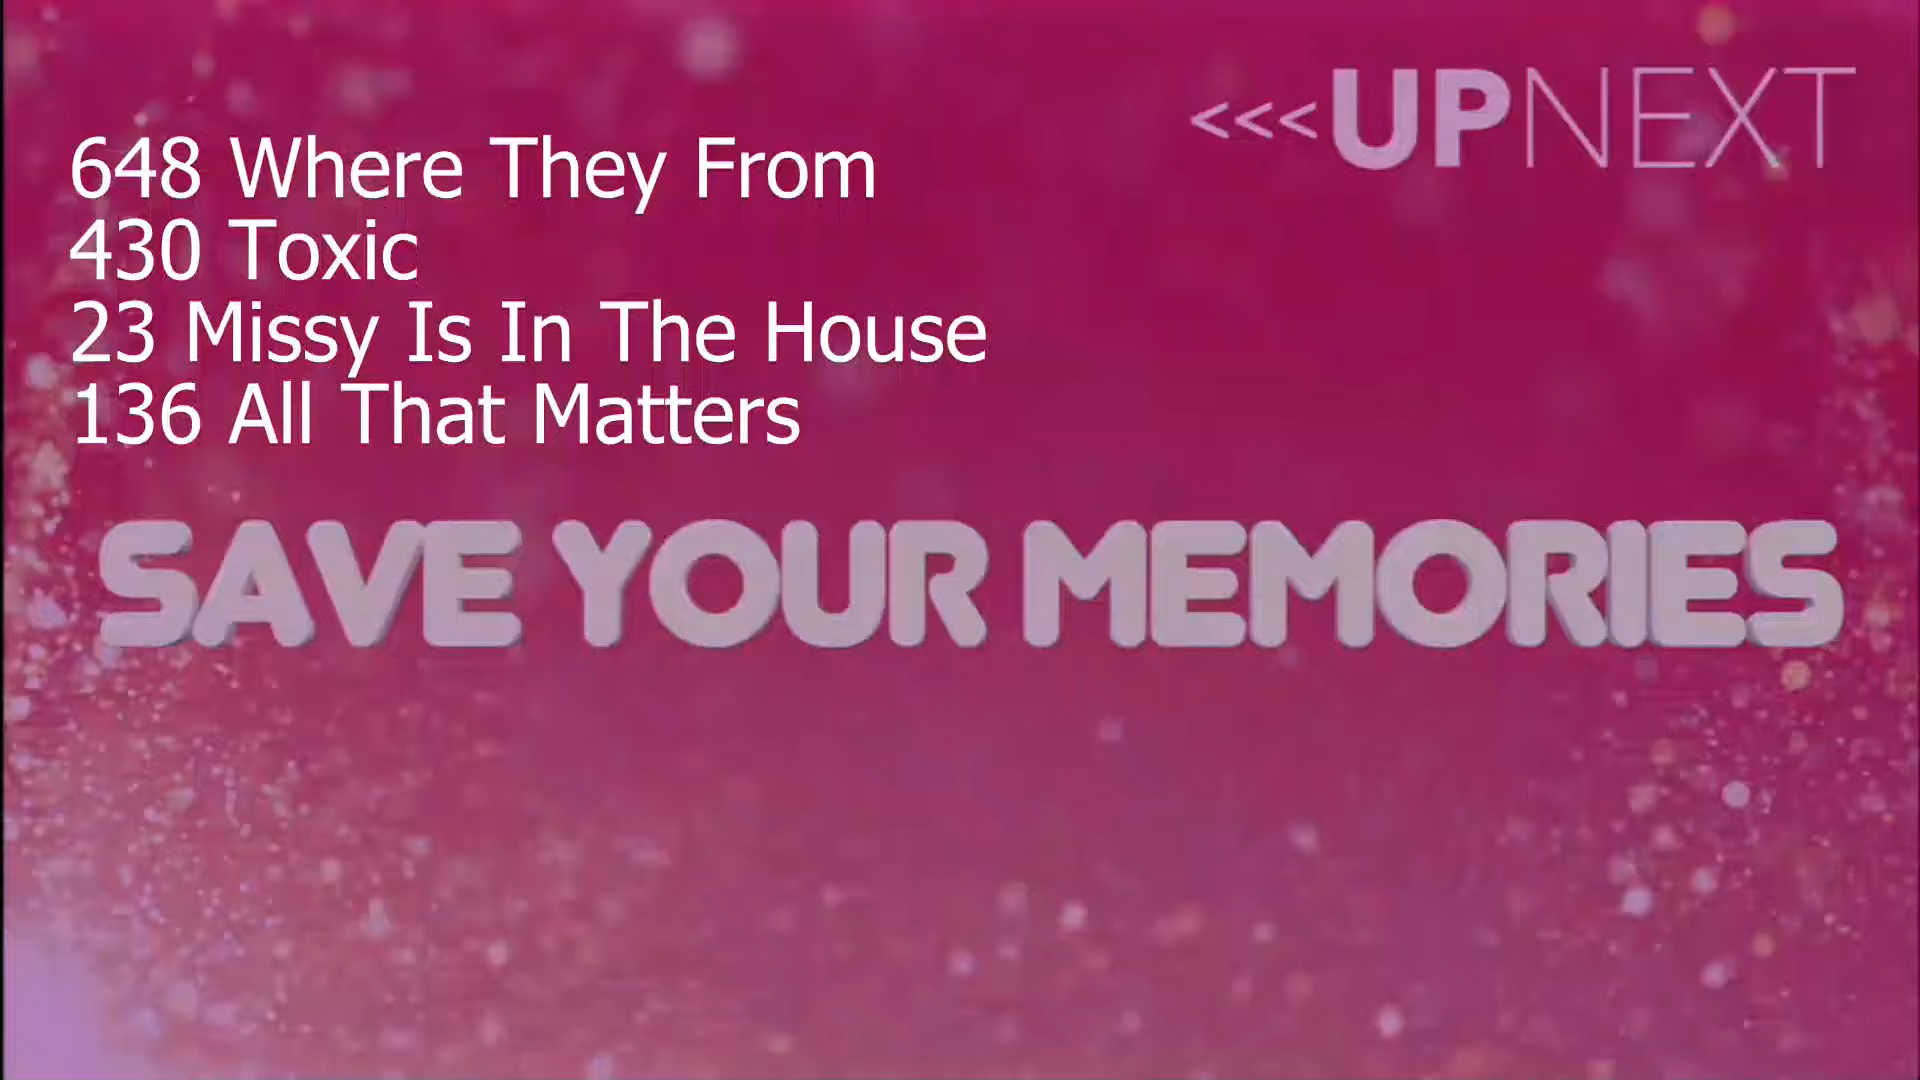 <<<UPNEXT
648 Where They From
430 Toxic
23 Missy Is In The House
136 All That Matters
SAVE YOUR MEMORIES